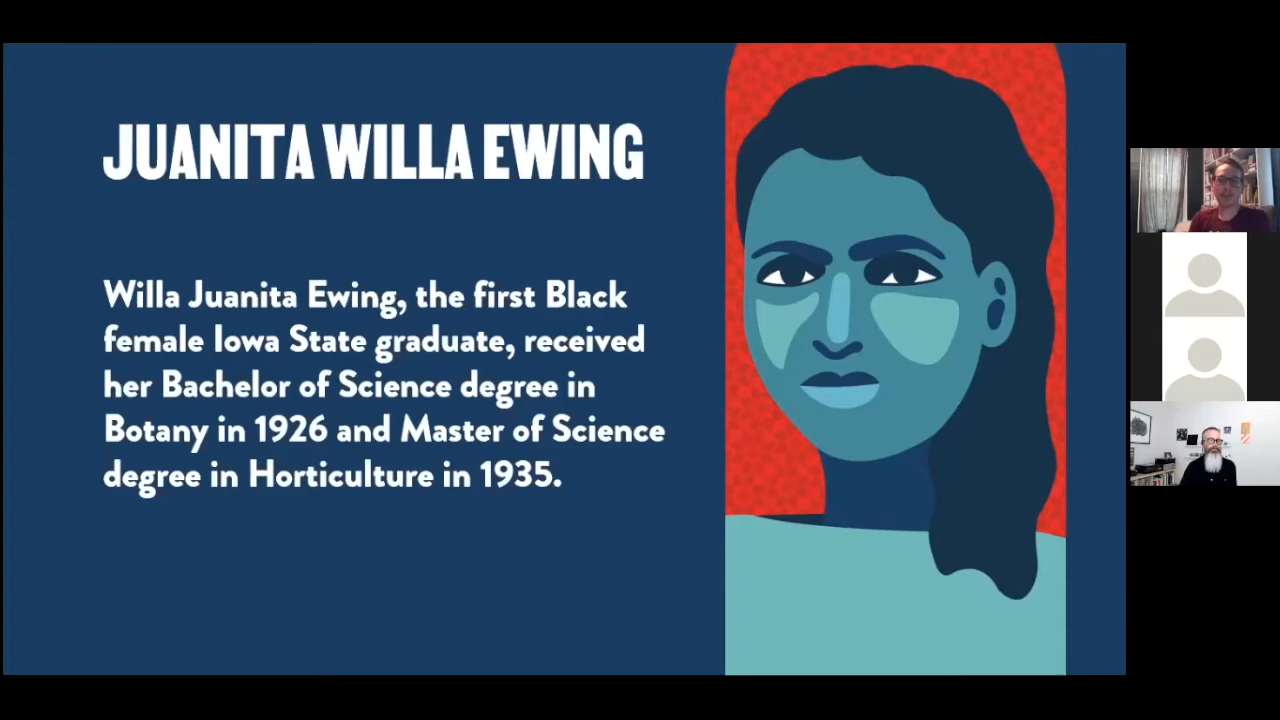 JUANITA WILLA EWING
Willa Juanita Ewing, the first Black
female Iowa State graduate, received
her Bachelor of Science degree in
Botany in 1926 and Master of Science
degree in Horticulture in 1935.